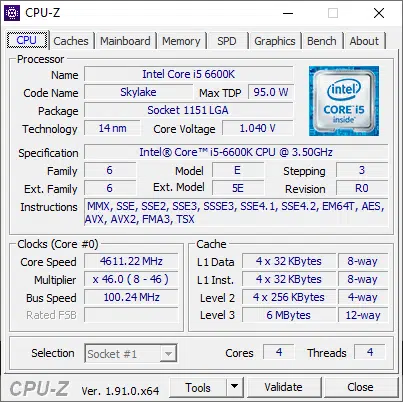 CPU-Z
CPU Caches Mainboard Memory SPD Graphics Bench About
Processor
Name Intel Core i5 6600K
Code Name Skylake Max TDP 95.0 W
Package Socket 1151 LGA
Technology 14 nm Core Voltage 1.040 V
intel
CORE i5
inside™
Specification Intel® Core™ i5-6600K CPU @ 3.50GHz
Family 6 Model E Stepping 3
Ext. Family 6 Ext. Model 5E Revision R0
Instructions MMX, SSE, SSE2, SSE3, SSSE3, SSE4.1, SSE4.2, EM64T, AES,
AVX, AVX2, FMA3, TSX
Clocks (Core #0)
Core Speed 4611.22 MHz
Multiplier x 46.0 ( 8 - 46 )
Bus Speed 100.24 MHz
Rated FSB
Cache
L1 Data 4 x 32 KBytes 8-way
L1 Inst. 4 x 32 KBytes 8-way
Level 2 4 x 256 KBytes 4-way
Level 3 6 MBytes 12-way
Selection Socket #1 Cores 4 Threads 4
CPU-Z Ver. 1.91.0.x64 Tools Validate Close